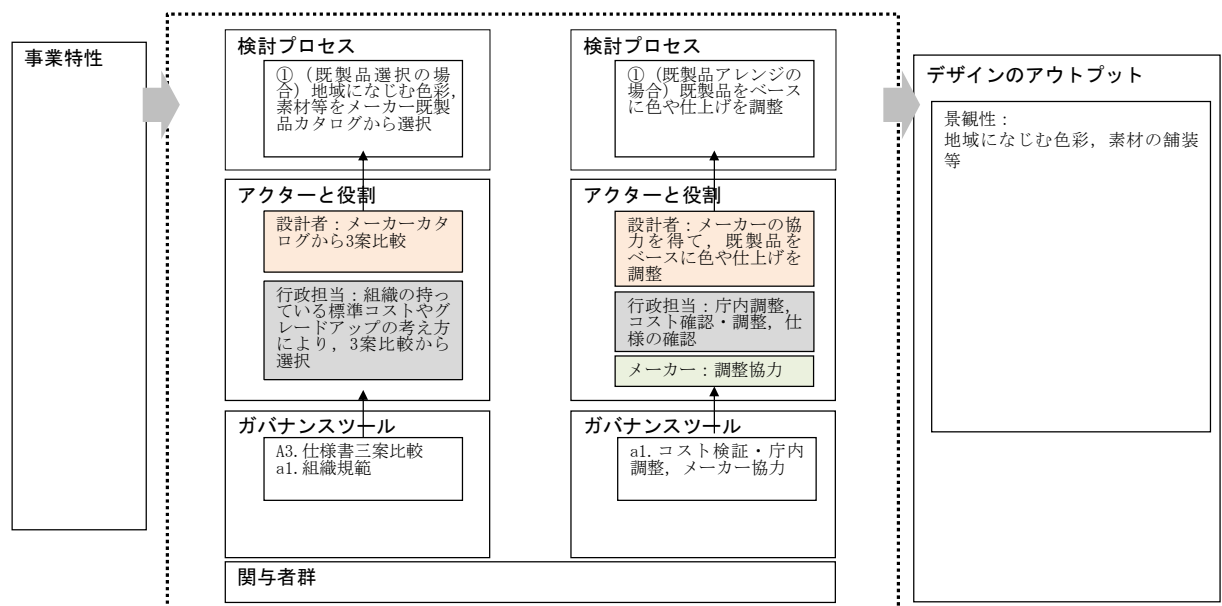 事業特性
検討プロセス
① (既製品選択の場
合) 地域になじむ色彩,
素材等をメーカー既製
品カタログから選択
アクターと役割
設計者:メーカーカタ
ログから3案比較
行政担当:組織の持っ
ている標準コストやグ
レードアップの考え方
により, 3案比較から
選択
ガバナンスツール
A3.仕様書三案比較
a1.組織規範
検討プロセス
① (既製品アレンジの
場合) 既製品をベース
に色や仕上げを調整
アクターと役割
設計者:メーカーの協
力を得て, 既製品を
ベースに色や仕上げを
調整
行政担当:庁内調整,
コスト確認・調整, 仕
様の確認
メーカー:調整協力
ガバナンスツール
a1.コスト検証・庁内
調整, メーカー協力
関与者群
デザインのアウトプット
景観性:
地域になじむ色彩, 素材の舗装
等